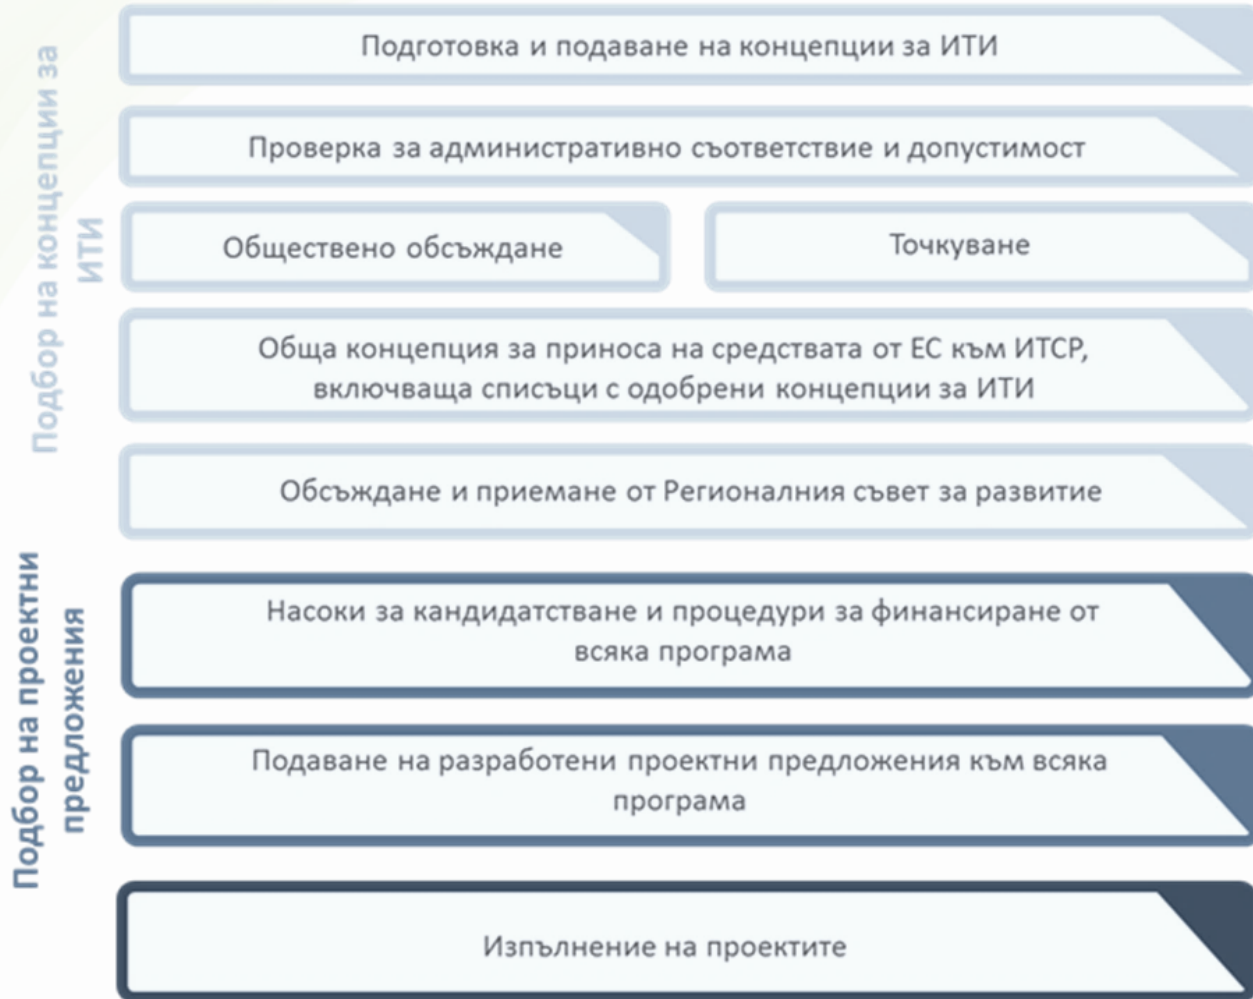 Подбор на концепции за
ИТИ
Подготовка и подаване на концепции за ИТИ
Проверка за административно съответствие и допустимост
Обществено обсъждане
Точкуване
Обща концепция за приноса на средствата от ЕС към ИТСР,
включваща списъци с одобрени концепции за ИТИ
Обсъждане и приемане от Регионалния съвет за развитие
Подбор на проектни
предложения
Насоки за кандидатстване и процедури за финансиране от
всяка програма
Подаване на разработени проектни предложения към всяка
програма
Изпълнение на проектите